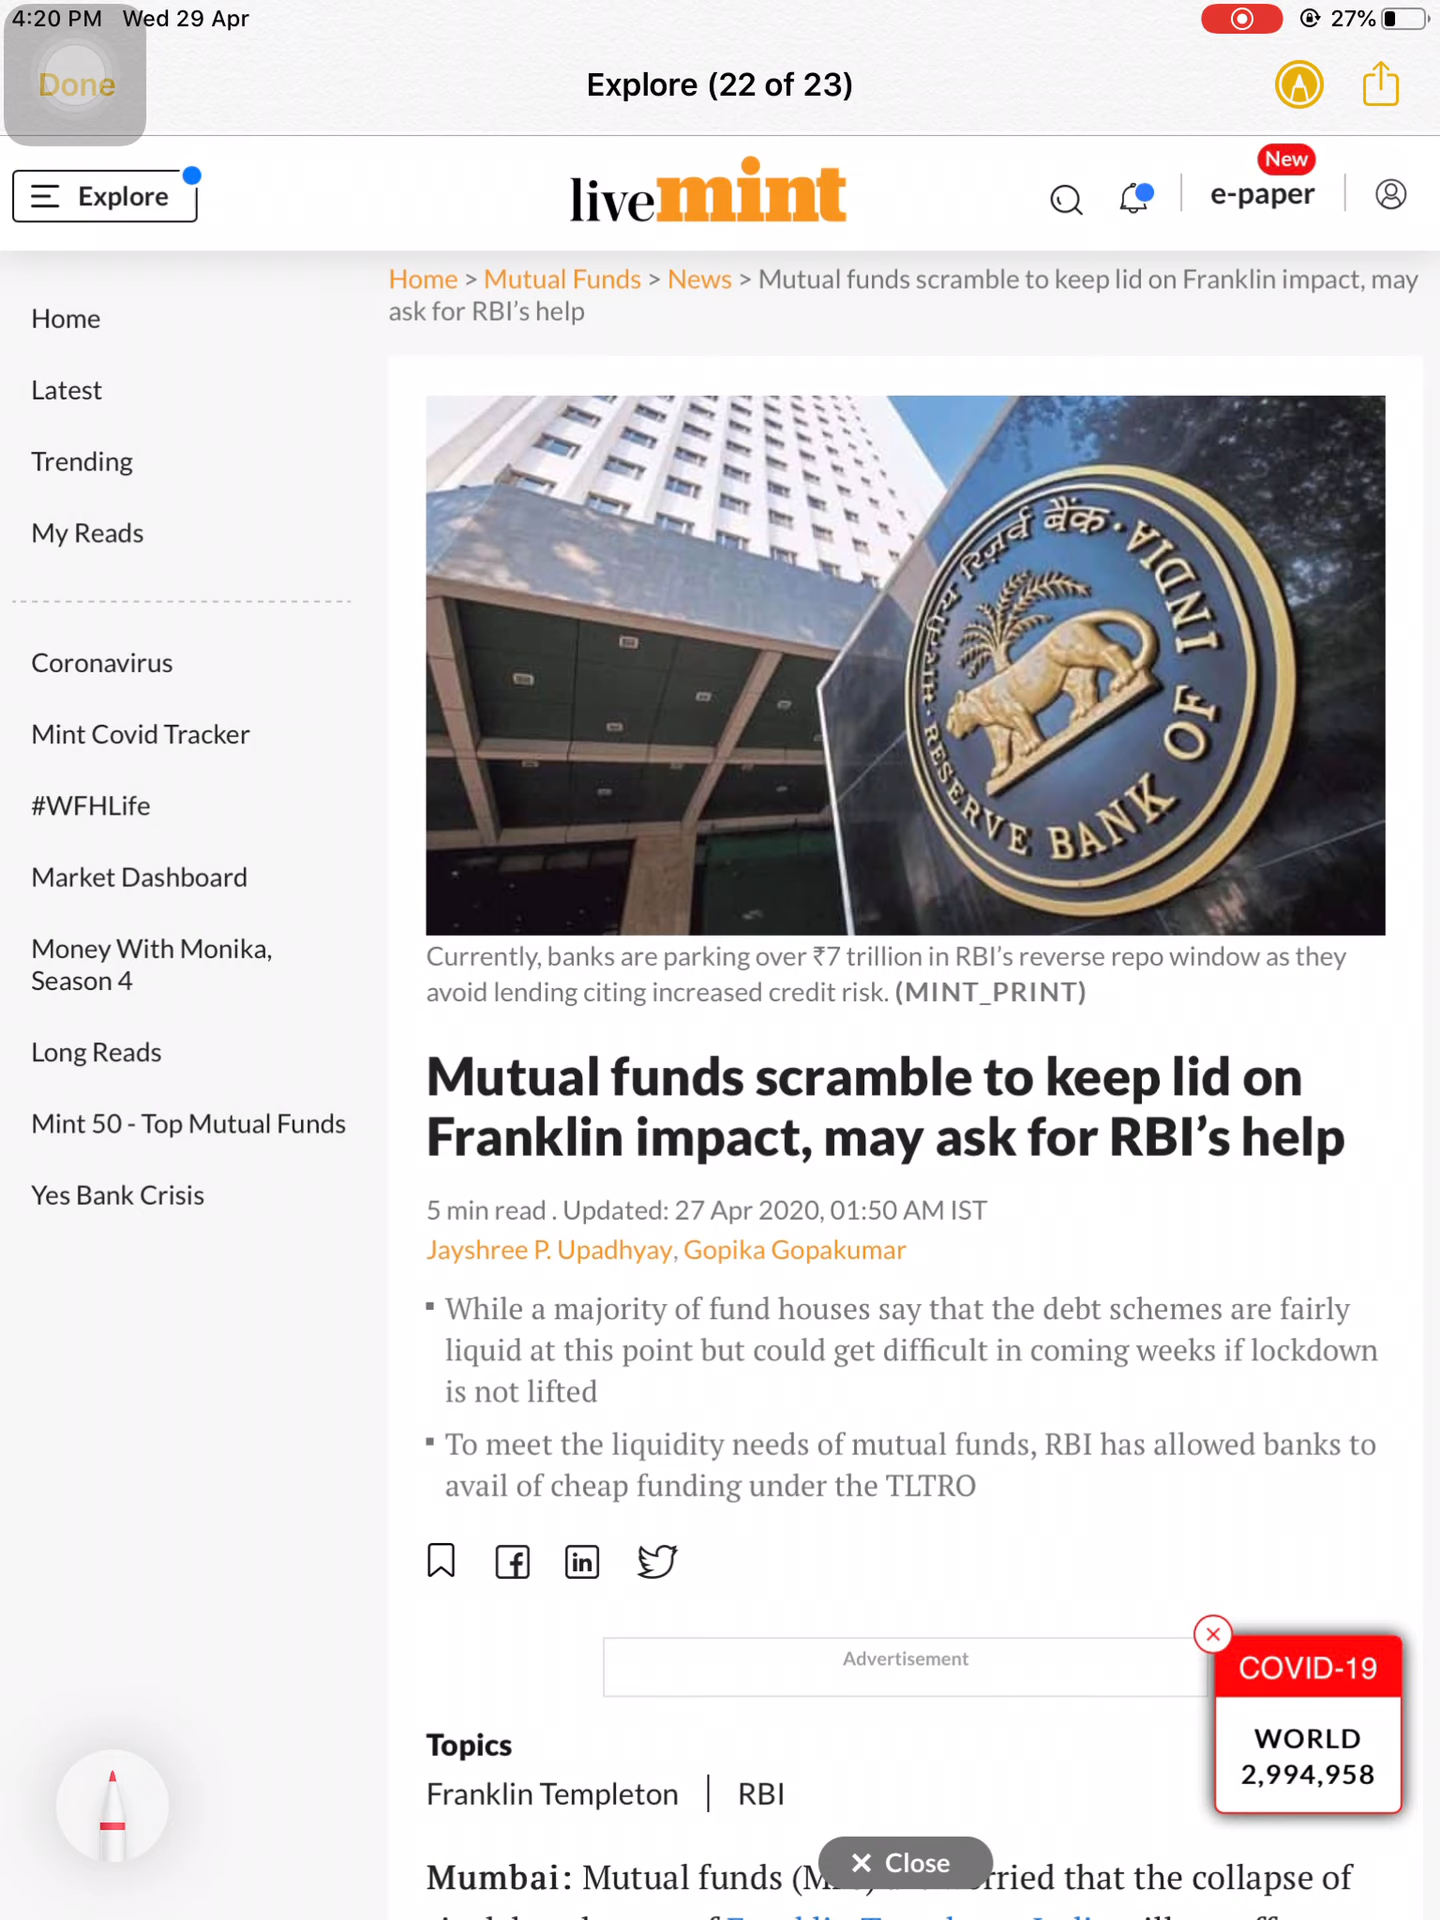 4:20 PM Wed 29 Apr
27%
Done
Explore (22 of 23)
Explore
livemint
New
e-paper
Home > Mutual Funds > News > Mutual funds scramble to keep lid on Franklin impact, may
ask for RBI’s help
Home
Latest
Trending
My Reads
Coronavirus
Mint Covid Tracker
#WFHLife
Market Dashboard
Money With Monika,
Season 4
Long Reads
Mint 50 - Top Mutual Funds
Yes Bank Crisis
भारतीय रिज़र्व बैंक
RESERVE BANK OF INDIA
Currently, banks are parking over ₹7 trillion in RBI’s reverse repo window as they
avoid lending citing increased credit risk. (MINT_PRINT)
Mutual funds scramble to keep lid on
Franklin impact, may ask for RBI’s help
5 min read . Updated: 27 Apr 2020, 01:50 AM IST
Jayshree P. Upadhyay, Gopika Gopakumar
▪ While a majority of fund houses say that the debt schemes are fairly
liquid at this point but could get difficult in coming weeks if lockdown
is not lifted
▪ To meet the liquidity needs of mutual funds, RBI has allowed banks to
avail of cheap funding under the TLTRO
Advertisement
COVID-19
WORLD
2,994,958
Topics
Franklin Templeton | RBI
× Close
Mumbai: Mutual funds that the collapse of